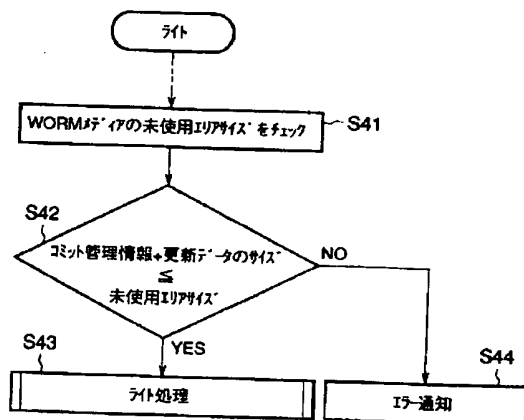 ライト
WORMメディアの未使用エリアサイズをチェック
S41
S42
コミット管理情報+更新データのサイズ
≦
未使用エリアサイズ
NO
YES
S43
ライト処理
S44
エラー通知